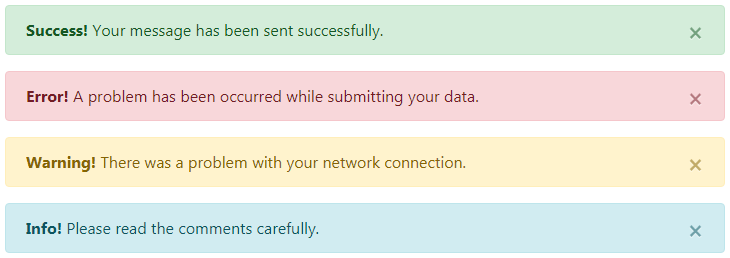 Success! Your message has been sent successfully. ×
Error! A problem has been occurred while submitting your data. ×
Warning! There was a problem with your network connection. ×
Info! Please read the comments carefully. ×